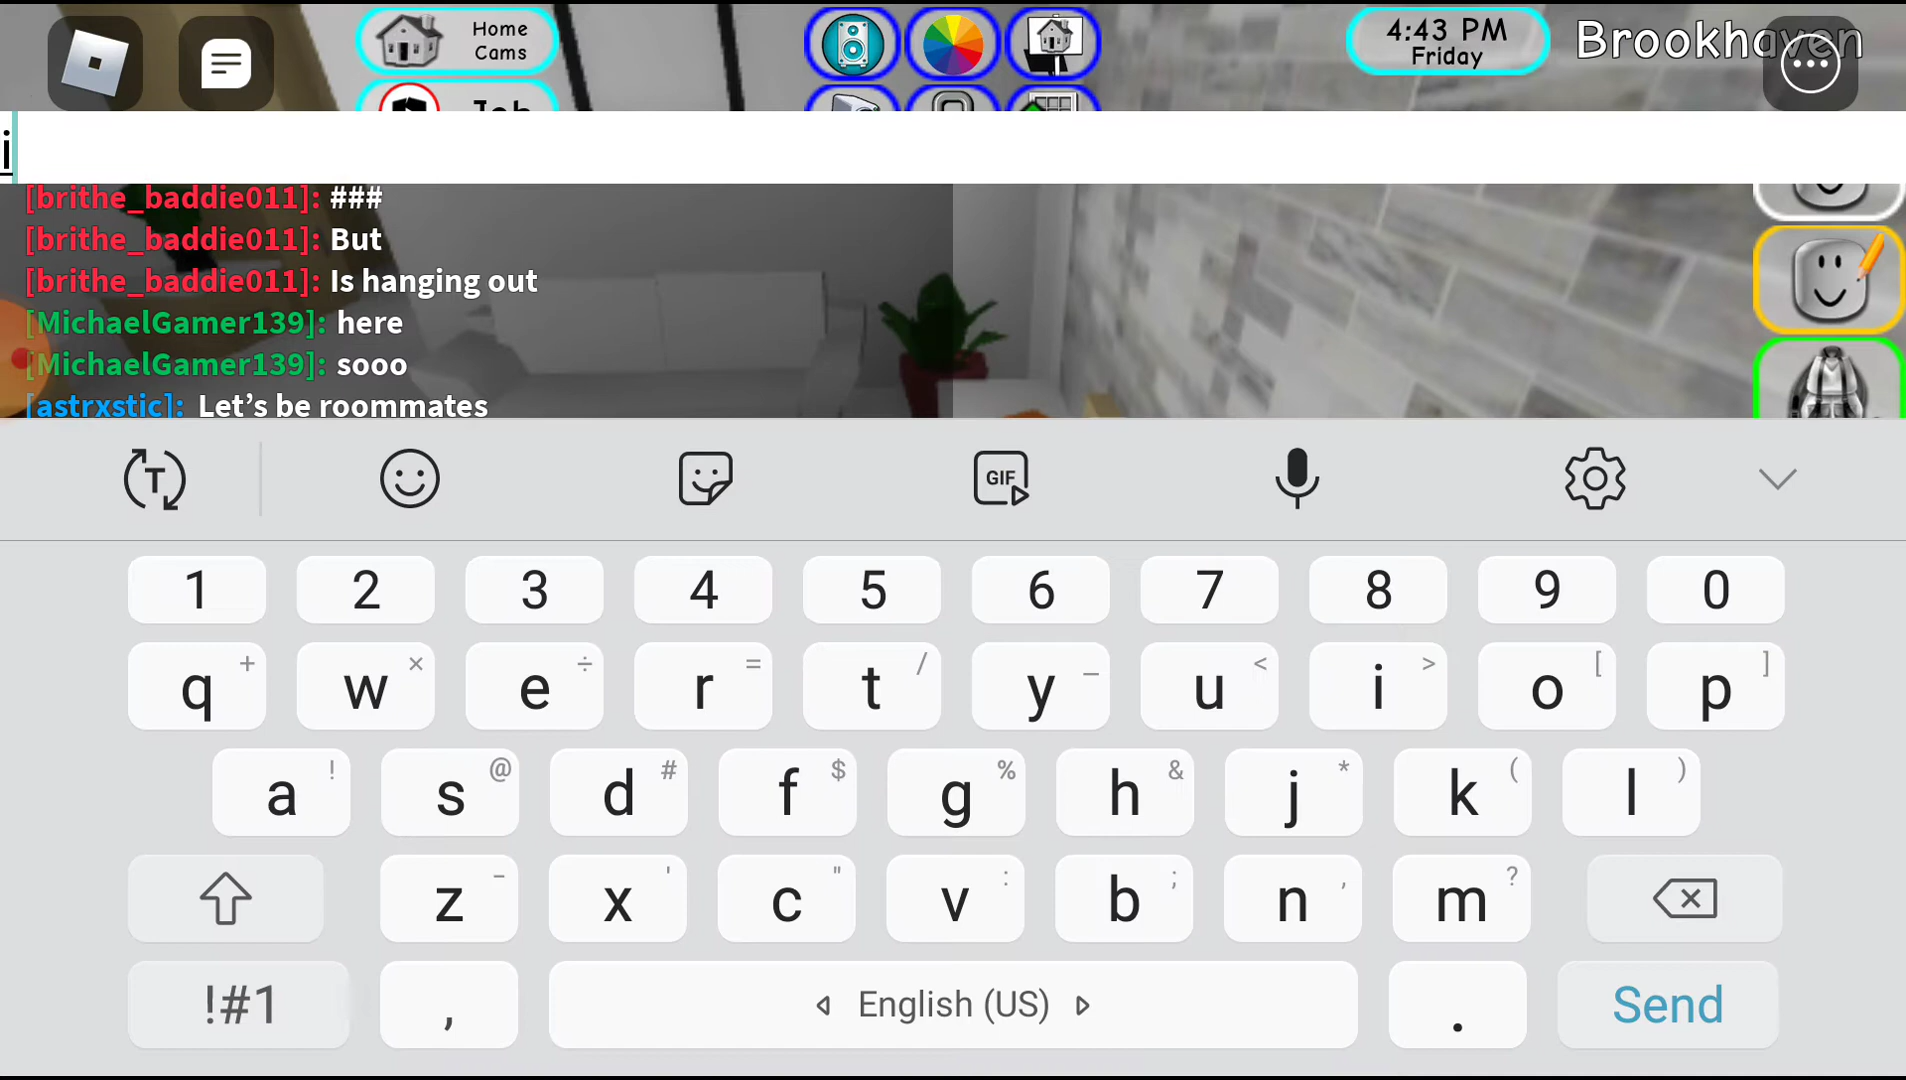 Home
Cams
4:43 PM
Friday
Brookhaven
Job
i
[brithe_baddie011]: ###
[brithe_baddie011]: But
[brithe_baddie011]: Is hanging out
[MichaelGamer139]: here
[MichaelGamer139]: sooo
[astrxstic]: Let’s be roommates
T
GIF
1 2 3 4 5 6 7 8 9 0
q + w × e ÷ r = t / y _ u < i > o [ p ]
a ! s @ d # f $ g % h & j * k ( l )
z - x ' c " v : b ; n , m ?
!#1 , English (US) . Send